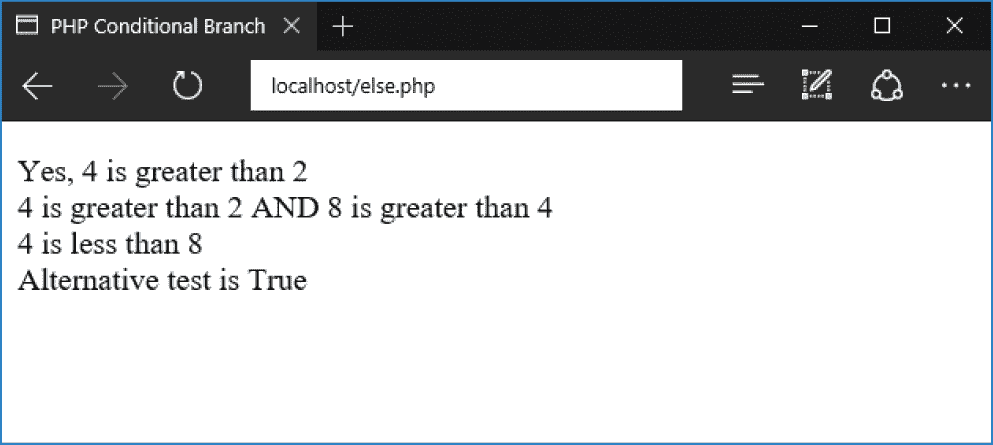 PHP Conditional Branch
localhost/else.php
Yes, 4 is greater than 2
4 is greater than 2 AND 8 is greater than 4
4 is less than 8
Alternative test is True